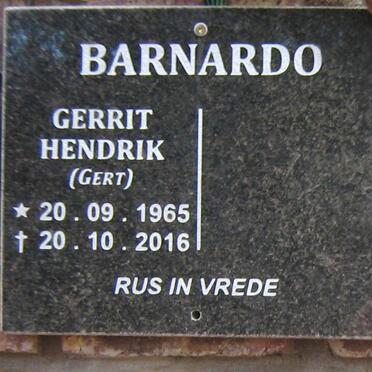 BARNARDO
GERRIT
HENDRIK
(GERT)
★ 20 . 09 . 1965
† 20 . 10 . 2016
RUS IN VREDE